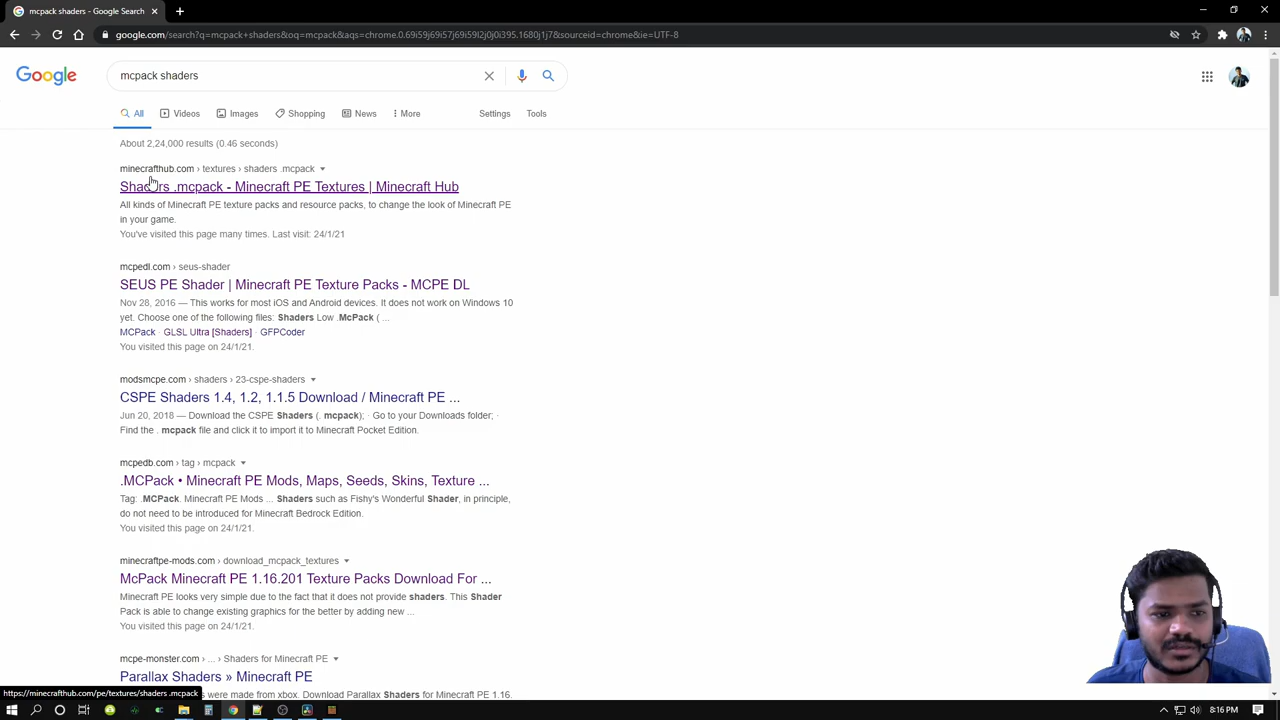 mcpack shaders - Google Search
google.com/search?q=mcpack+shaders&oq=mcpack&aqs=chrome.0.69i59j69i57j69i59l2j0j0i395.1680j1j7&sourceid=chrome&ie=UTF-8
Google
mcpack shaders
All
Videos
Images
Shopping
News
More
Settings
Tools
About 2,24,000 results (0.46 seconds)
minecrafthub.com › textures › shaders .mcpack
Shaders .mcpack - Minecraft PE Textures | Minecraft Hub
All kinds of Minecraft PE texture packs and resource packs, to change the look of Minecraft PE
in your game.
You've visited this page many times. Last visit: 24/1/21
mcpedl.com › seus-shader
SEUS PE Shader | Minecraft PE Texture Packs - MCPE DL
Nov 28, 2016 — This works for most iOS and Android devices. It does not work on Windows 10
yet. Choose one of the following files: Shaders Low .McPack ( ...
MCPack · GLSL Ultra [Shaders] · GFPCoder
You visited this page on 24/1/21.
modsmcpe.com › shaders › 23-cspe-shaders
CSPE Shaders 1.4, 1.2, 1.1.5 Download / Minecraft PE ...
Jun 20, 2018 — Download the CSPE Shaders (. mcpack); · Go to your Downloads folder; ·
Find the . mcpack file and click it to import it to Minecraft Pocket Edition.
mcpedb.com › tag › mcpack
.MCPack • Minecraft PE Mods, Maps, Seeds, Skins, Texture ...
Tag: .MCPack. Minecraft PE Mods ... Shaders such as Fishy's Wonderful Shader, in principle,
do not need to be introduced for Minecraft Bedrock Edition.
You visited this page on 24/1/21.
minecraftpe-mods.com › download_mcpack_textures
McPack Minecraft PE 1.16.201 Texture Packs Download For ...
Minecraft PE looks very simple due to the fact that it does not provide shaders. This Shader
Pack is able to change existing graphics for the better by adding new ...
You visited this page on 24/1/21.
mcpe-monster.com › ... › Shaders for Minecraft PE
Parallax Shaders » Minecraft PE
were made from xbox. Download Parallax Shaders for Minecraft PE 1.16.
https://minecrafthub.com/pe/textures/shaders .mcpack
8:16 PM